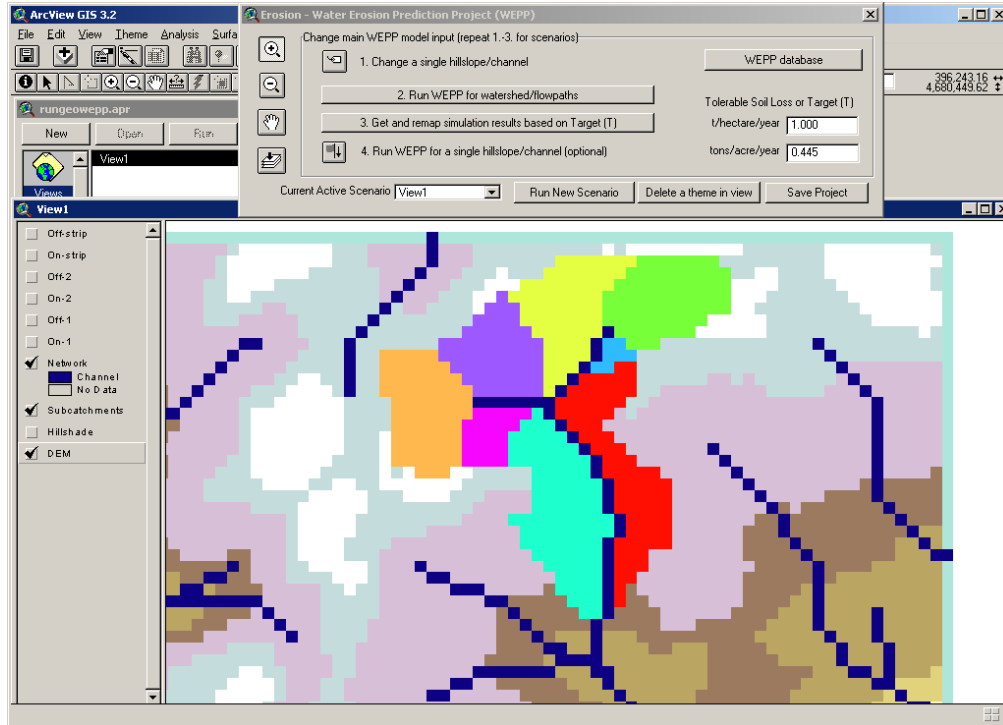 ArcView GIS 3.2
File Edit View Theme Analysis Surfa
Erosion - Water Erosion Prediction Project (WEPP)
Change main WEPP model input (repeat 1.-3. for scenarios)
1. Change a single hillslope/channel
WEPP database
2. Run WEPP for watershed/flowpaths
Tolerable Soil Loss or Target (T)
3. Get and remap simulation results based on Target (T)
t/hectare/year 1.000
4. Run WEPP for a single hillslope/channel (optional)
tons/acre/year 0.445
Current Active Scenario View1 Run New Scenario Delete a theme in view Save Project
396,243.16
4,680,449.62
rungeowepp.apr
New Open Run
View1
Views
View1
Off-strip
On-strip
Off-2
On-2
Off-1
On-1
Network
Channel
No Data
Subcatchments
Hillshade
DEM